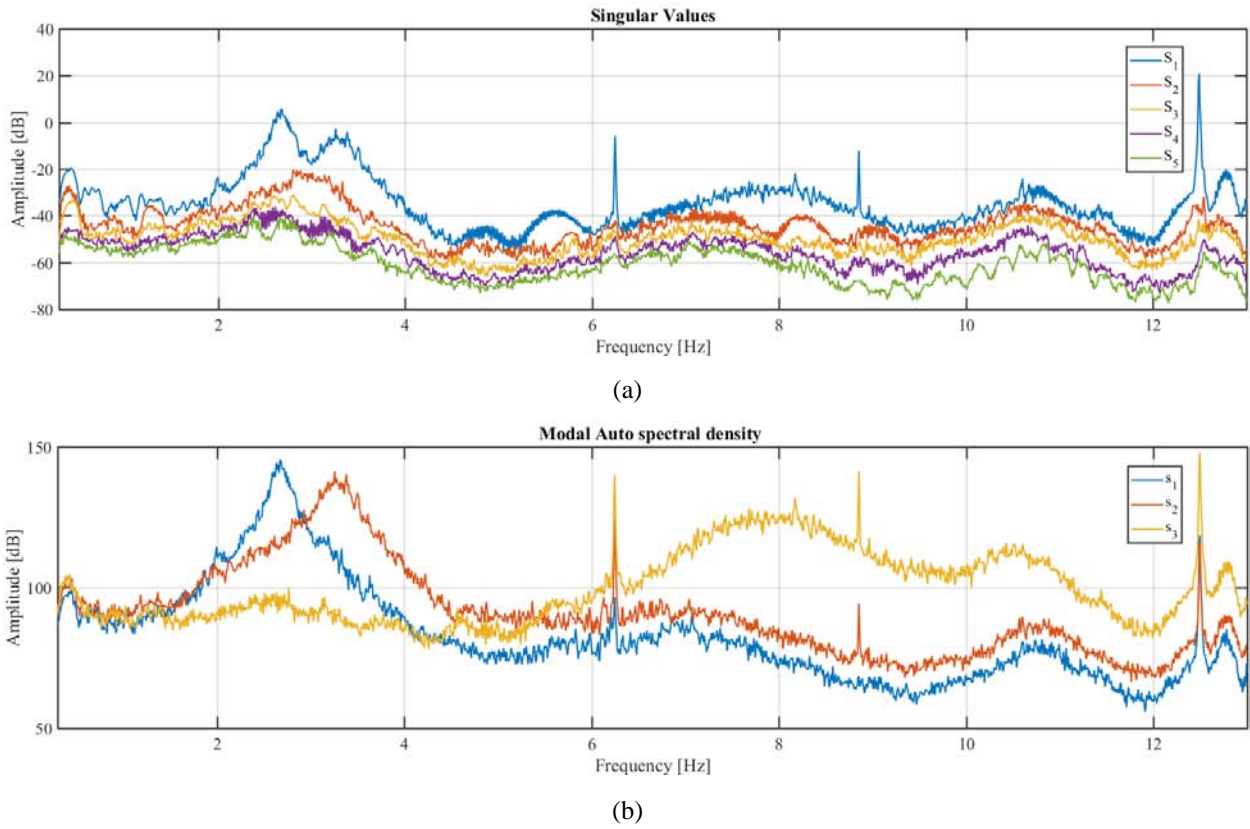 Singular Values
40
20
0
-20
-40
-60
-80
Amplitude [dB]
S1
S2
S3
S4
S5
2
4
6
8
10
12
Frequency [Hz]
(a)
Modal Auto spectral density
150
100
50
Amplitude [dB]
s1
s2
s3
2
4
6
8
10
12
Frequency [Hz]
(b)